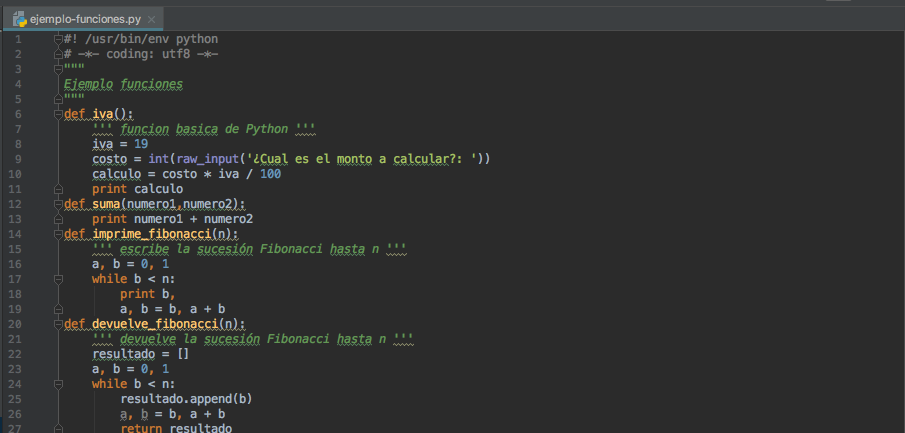 ejemplo-funciones.py
1 #! /usr/bin/env python
2 # -*- coding: utf8 -*-
3 """
4 Ejemplo funciones
5 """
6 def iva():
7     ''' funcion basica de Python '''
8     iva = 19
9     costo = int(raw_input('¿Cual es el monto a calcular?: '))
10     calculo = costo * iva / 100
11     print calculo
12 def suma(numero1,numero2):
13     print numero1 + numero2
14 def imprime_fibonacci(n):
15     ''' escribe la sucesión Fibonacci hasta n '''
16     a, b = 0, 1
17     while b < n:
18         print b,
19         a, b = b, a + b
20 def devuelve_fibonacci(n):
21     ''' devuelve la sucesión Fibonacci hasta n '''
22     resultado = []
23     a, b = 0, 1
24     while b < n:
25         resultado.append(b)
26         a, b = b, a + b
27         return resultado